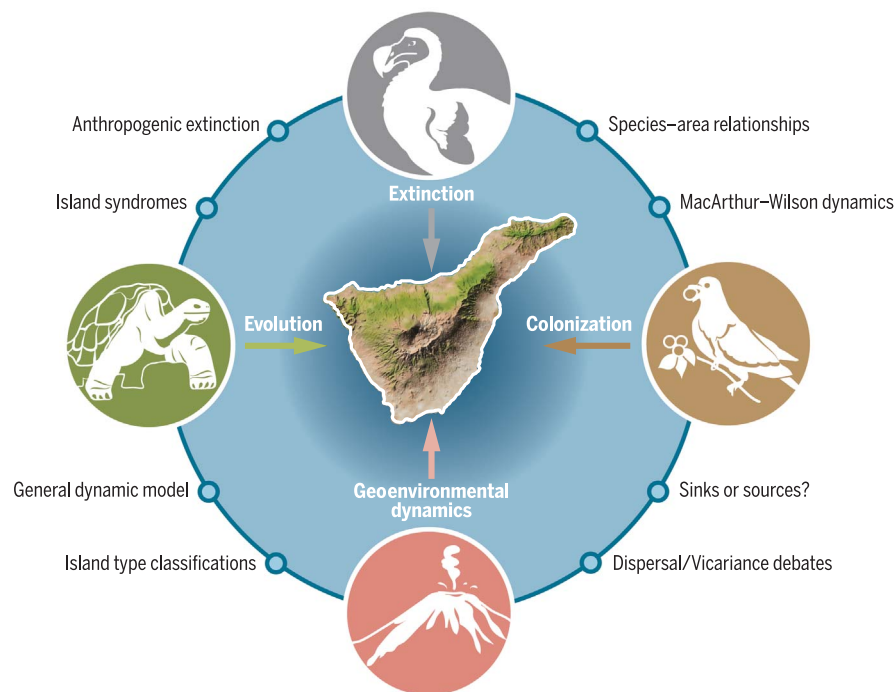 Anthropogenic extinction
Species–area relationships
Island syndromes
Extinction
MacArthur–Wilson dynamics
Evolution
Colonization
General dynamic model
Geoenvironmental
dynamics
Sinks or sources?
Island type classifications
Dispersal/Vicariance debates